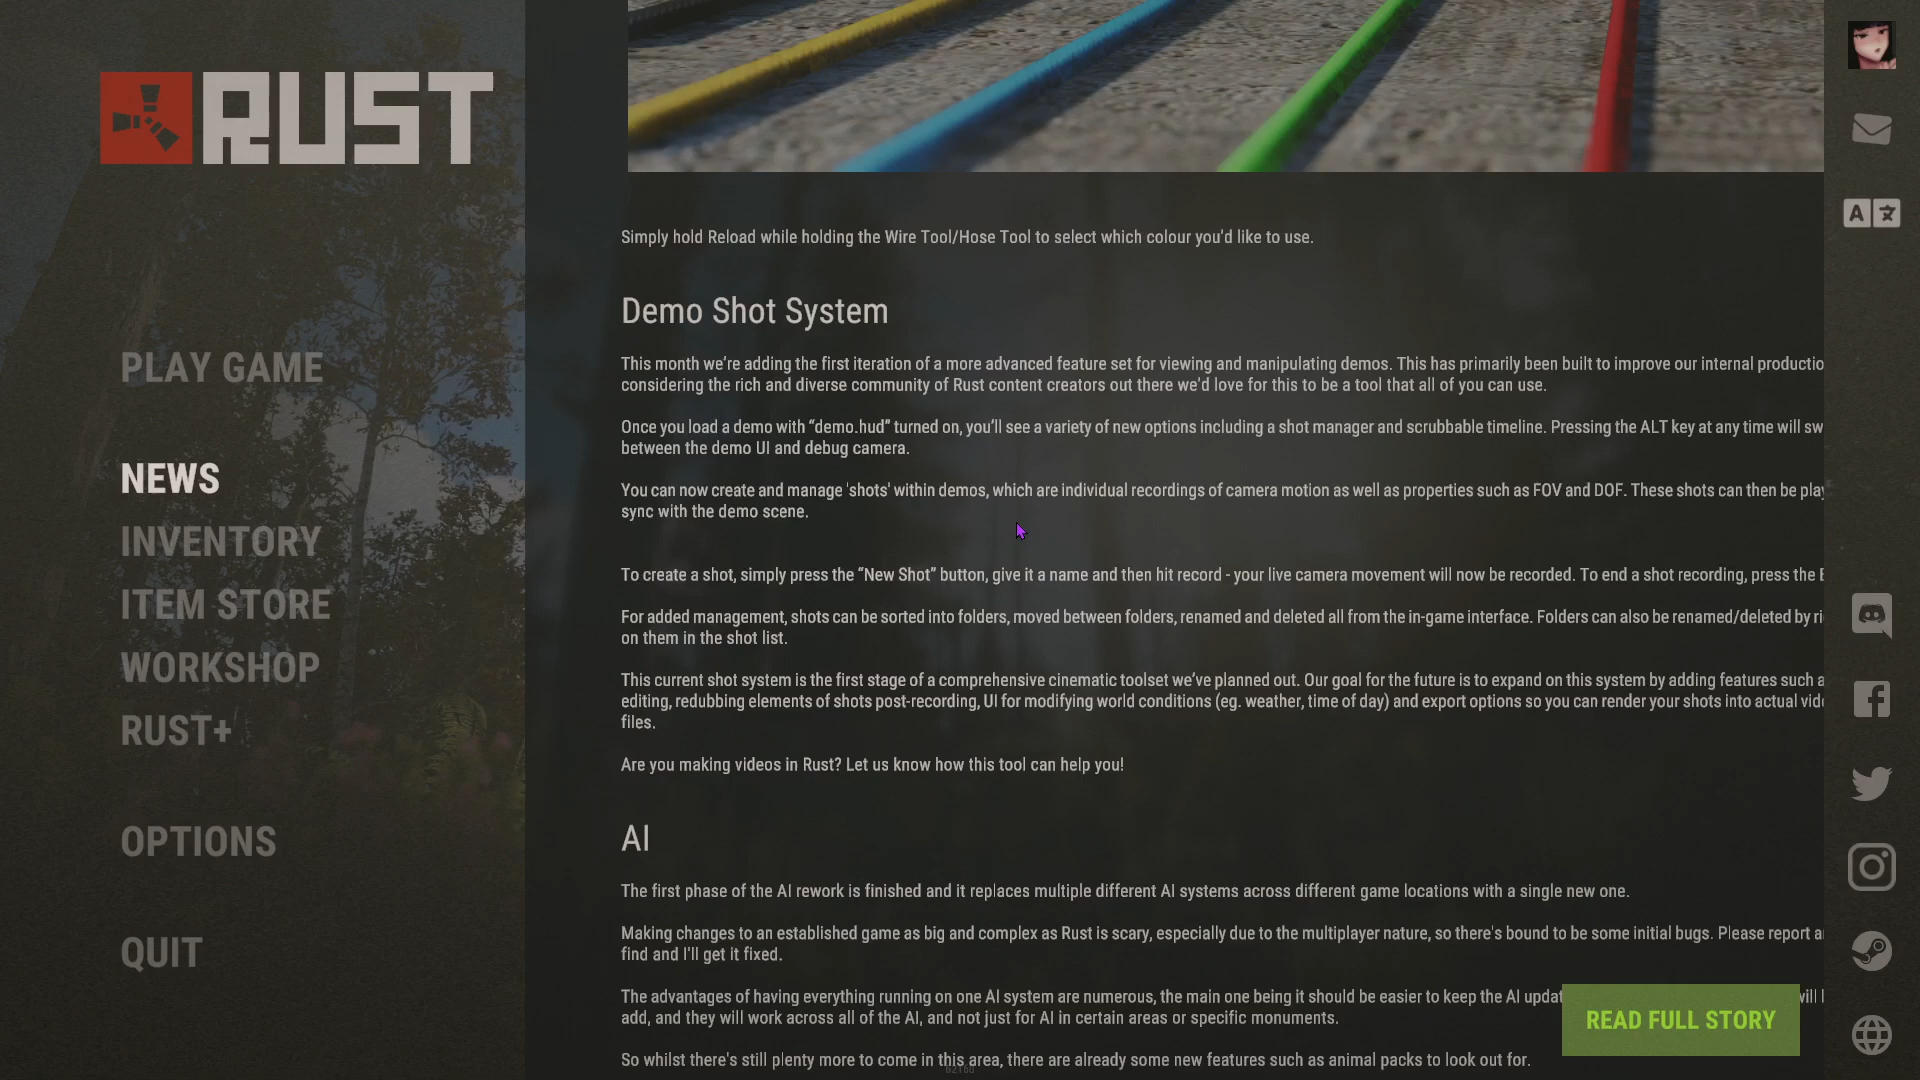 RUST
PLAY GAME
NEWS
INVENTORY
ITEM STORE
WORKSHOP
RUST+
OPTIONS
QUIT
Simply hold Reload while holding the Wire Tool/Hose Tool to select which colour you'd like to use.
Demo Shot System
This month we're adding the first iteration of a more advanced feature set for viewing and manipulating demos. This has primarily been built to improve our internal productio
considering the rich and diverse community of Rust content creators out there we'd love for this to be a tool that all of you can use.
Once you load a demo with “demo.hud” turned on, you'll see a variety of new options including a shot manager and scrubbable timeline. Pressing the ALT key at any time will sw
between the demo UI and debug camera.
You can now create and manage 'shots' within demos, which are individual recordings of camera motion as well as properties such as FOV and DOF. These shots can then be play
sync with the demo scene.
To create a shot, simply press the “New Shot” button, give it a name and then hit record - your live camera movement will now be recorded. To end a shot recording, press the
For added management, shots can be sorted into folders, moved between folders, renamed and deleted all from the in-game interface. Folders can also be renamed/deleted by ri
on them in the shot list.
This current shot system is the first stage of a comprehensive cinematic toolset we've planned out. Our goal for the future is to expand on this system by adding features such a
editing, redubbing elements of shots post-recording, UI for modifying world conditions (eg. weather, time of day) and export options so you can render your shots into actual vide
files.
Are you making videos in Rust? Let us know how this tool can help you!
AI
The first phase of the AI rework is finished and it replaces multiple different AI systems across different game locations with a single new one.
Making changes to an established game as big and complex as Rust is scary, especially due to the multiplayer nature, so there's bound to be some initial bugs. Please report a
find and I'll get it fixed.
The advantages of having everything running on one AI system are numerous, the main one being it should be easier to keep the AI updat will
add, and they will work across all of the AI, and not just for AI in certain areas or specific monuments.
So whilst there's still plenty more to come in this area, there are already some new features such as animal packs to look out for.
READ FULL STORY
A 文